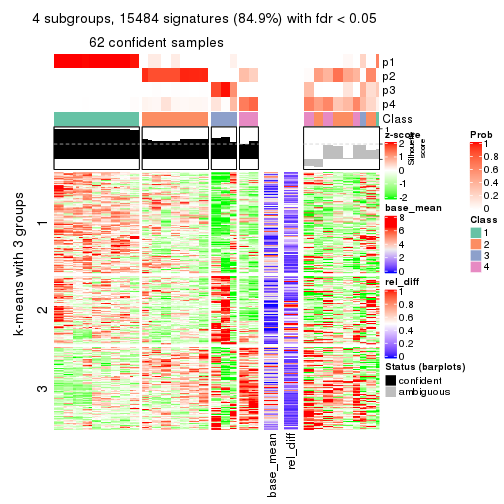 4 subgroups, 15484 signatures (84.9%) with fdr < 0.05
62 confident samples
p1
p2
p3
p4
Class
1
Silhouette
score
k-means with 3 groups
1
2
3
base_mean
rel_diff
z-score
2
1
0
-1
-2
base_mean
8
6
4
2
0
rel_diff
1
0.8
0.6
0.4
0.2
0
Status (barplots)
confident
ambiguous
Prob
1
0.8
0.6
0.4
0.2
0
Class
1
2
3
4